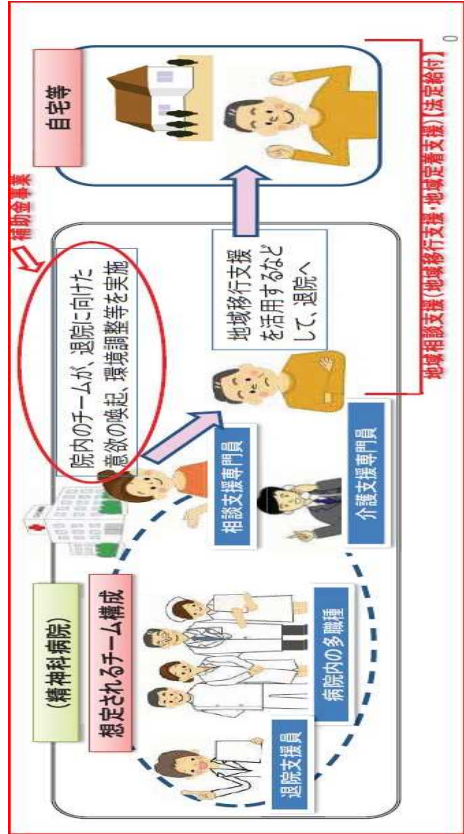 補助金事業
(精神科病院)
想定されるチーム構成
退院支援員
病院内の多職種
相談支援専門員
介護支援専門員
院内のチームが、退院に向けた
意欲の喚起、環境調整等を実施
地域移行支援
を活用するなど
して、退院へ
自宅等
地域相談支援(地域移行支援・地域定着支援)【法定給付】
0